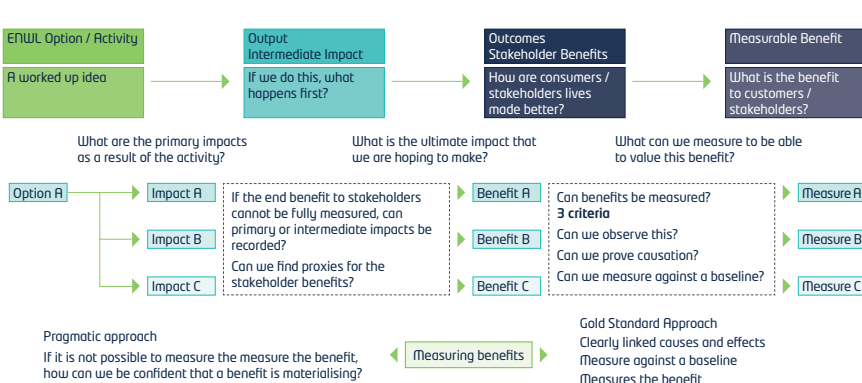 ENWL Option / Activity
A worked up idea
Output
Intermediate Impact
If we do this, what
happens first?
Outcomes
Stakeholder Benefits
How are consumers /
stakeholders lives
made better?
Measurable Benefit
What is the benefit
to customers /
stakeholders?
What are the primary impacts
as a result of the activity?
What is the ultimate impact that
we are hoping to make?
What can we measure to be able
to value this benefit?
Option A
Impact A
Impact B
Impact C
If the end benefit to stakeholders
cannot be fully measured, can
primary or intermediate impacts be
recorded?
Can we find proxies for the
stakeholder benefits?
Benefit A
Benefit B
Benefit C
Can benefits be measured?
3 criteria
Can we observe this?
Can we prove causation?
Can we measure against a baseline?
Measure A
Measure B
Measure C
Pragmatic approach
If it is not possible to measure the measure the benefit,
how can we be confident that a benefit is materialising?
Measuring benefits
Gold Standard Approach
Clearly linked causes and effects
Measure against a baseline
Measures the benefit